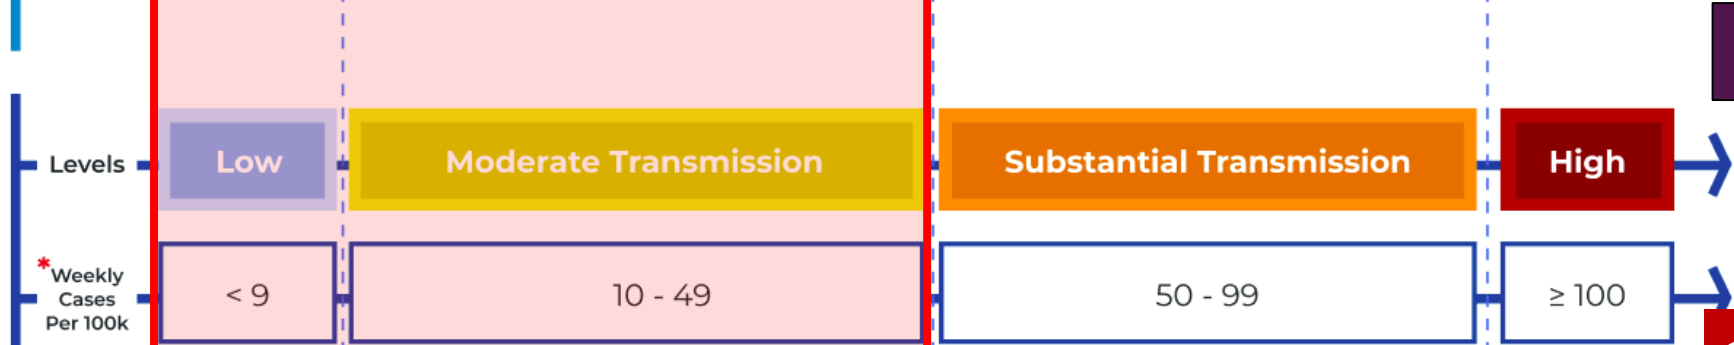 Levels
Low
Moderate Transmission
Substantial Transmission
High
*Weekly
Cases
Per 100k
< 9
10 - 49
50 - 99
≥ 100